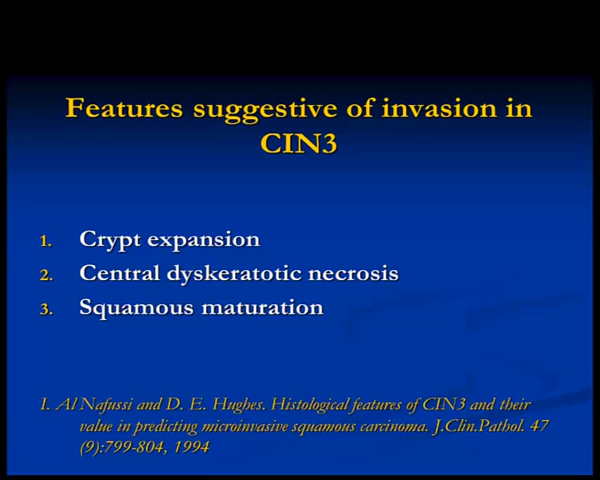 Features suggestive of invasion in
CIN3
1. Crypt expansion
2. Central dyskeratotic necrosis
3. Squamous maturation
I. Al Nafussi and D. E. Hughes. Histological features of CIN3 and their
value in predicting microinvasive squamous carcinoma. J.Clin.Pathol. 47
(9):799-804, 1994